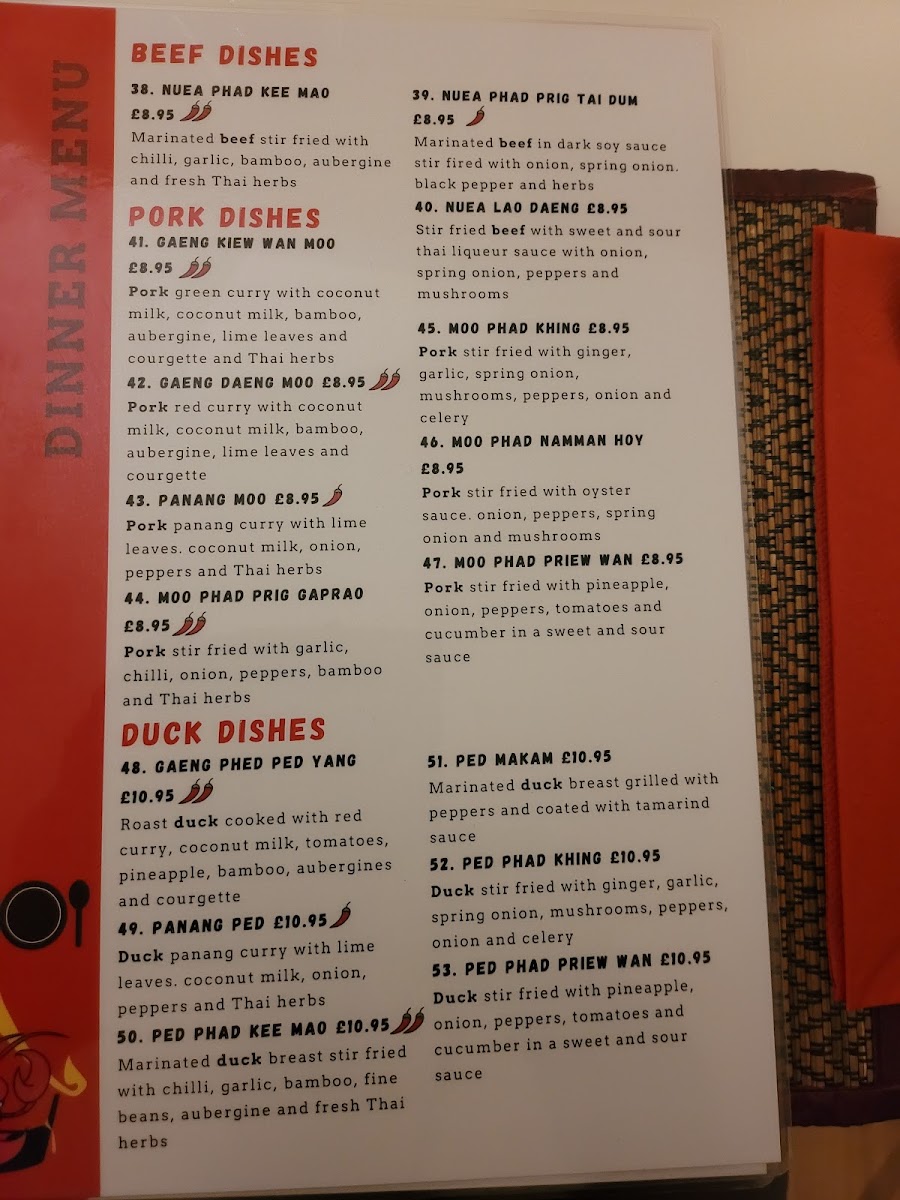 DINNER MENU
BEEF DISHES
38. NUEA PHAD KEE MAO
£8.95
Marinated beef stir fried with
chilli, garlic, bamboo, aubergine
and fresh Thai herbs
39. NUEA PHAD PRIG TAI DUM
£8.95
Marinated beef in dark soy sauce
stir fired with onion, spring onion.
black pepper and herbs
40. NUEA LAO DAENG £8.95
Stir fried beef with sweet and sour
thai liqueur sauce with onion,
spring onion, peppers and
mushrooms
PORK DISHES
41. GAENG KIEW WAN MOO
£8.95
Pork green curry with coconut
milk, coconut milk, bamboo,
aubergine, lime leaves and
courgette and Thai herbs
42. GAENG DAENG MOO £8.95
Pork red curry with coconut
milk, coconut milk, bamboo,
aubergine, lime leaves and
courgette
43. PANANG MOO £8.95
Pork panang curry with lime
leaves. coconut milk, onion,
peppers and Thai herbs
44. MOO PHAD PRIG GAPRAO
£8.95
Pork stir fried with garlic,
chilli, onion, peppers, bamboo
and Thai herbs
45. MOO PHAD KHING £8.95
Pork stir fried with ginger,
garlic, spring onion,
mushrooms, peppers, onion and
celery
46. MOO PHAD NAMMAN HOY
£8.95
Pork stir fried with oyster
sauce. onion, peppers, spring
onion and mushrooms
47. MOO PHAD PRIEW WAN £8.95
Pork stir fried with pineapple,
onion, peppers, tomatoes and
cucumber in a sweet and sour
sauce
DUCK DISHES
48. GAENG PHED PED YANG
£10.95
Roast duck cooked with red
curry, coconut milk, tomatoes,
pineapple, bamboo, aubergines
and courgette
49. PANANG PED £10.95
Duck panang curry with lime
leaves. coconut milk, onion,
peppers and Thai herbs
50. PED PHAD KEE MAO £10.95
Marinated duck breast stir fried
with chilli, garlic, bamboo, fine
beans, aubergine and fresh Thai
herbs
51. PED MAKAM £10.95
Marinated duck breast grilled with
peppers and coated with tamarind
sauce
52. PED PHAD KHING £10.95
Duck stir fried with ginger, garlic,
spring onion, mushrooms, peppers,
onion and celery
53. PED PHAD PRIEW WAN £10.95
Duck stir fried with pineapple,
onion, peppers, tomatoes and
cucumber in a sweet and sour
sauce